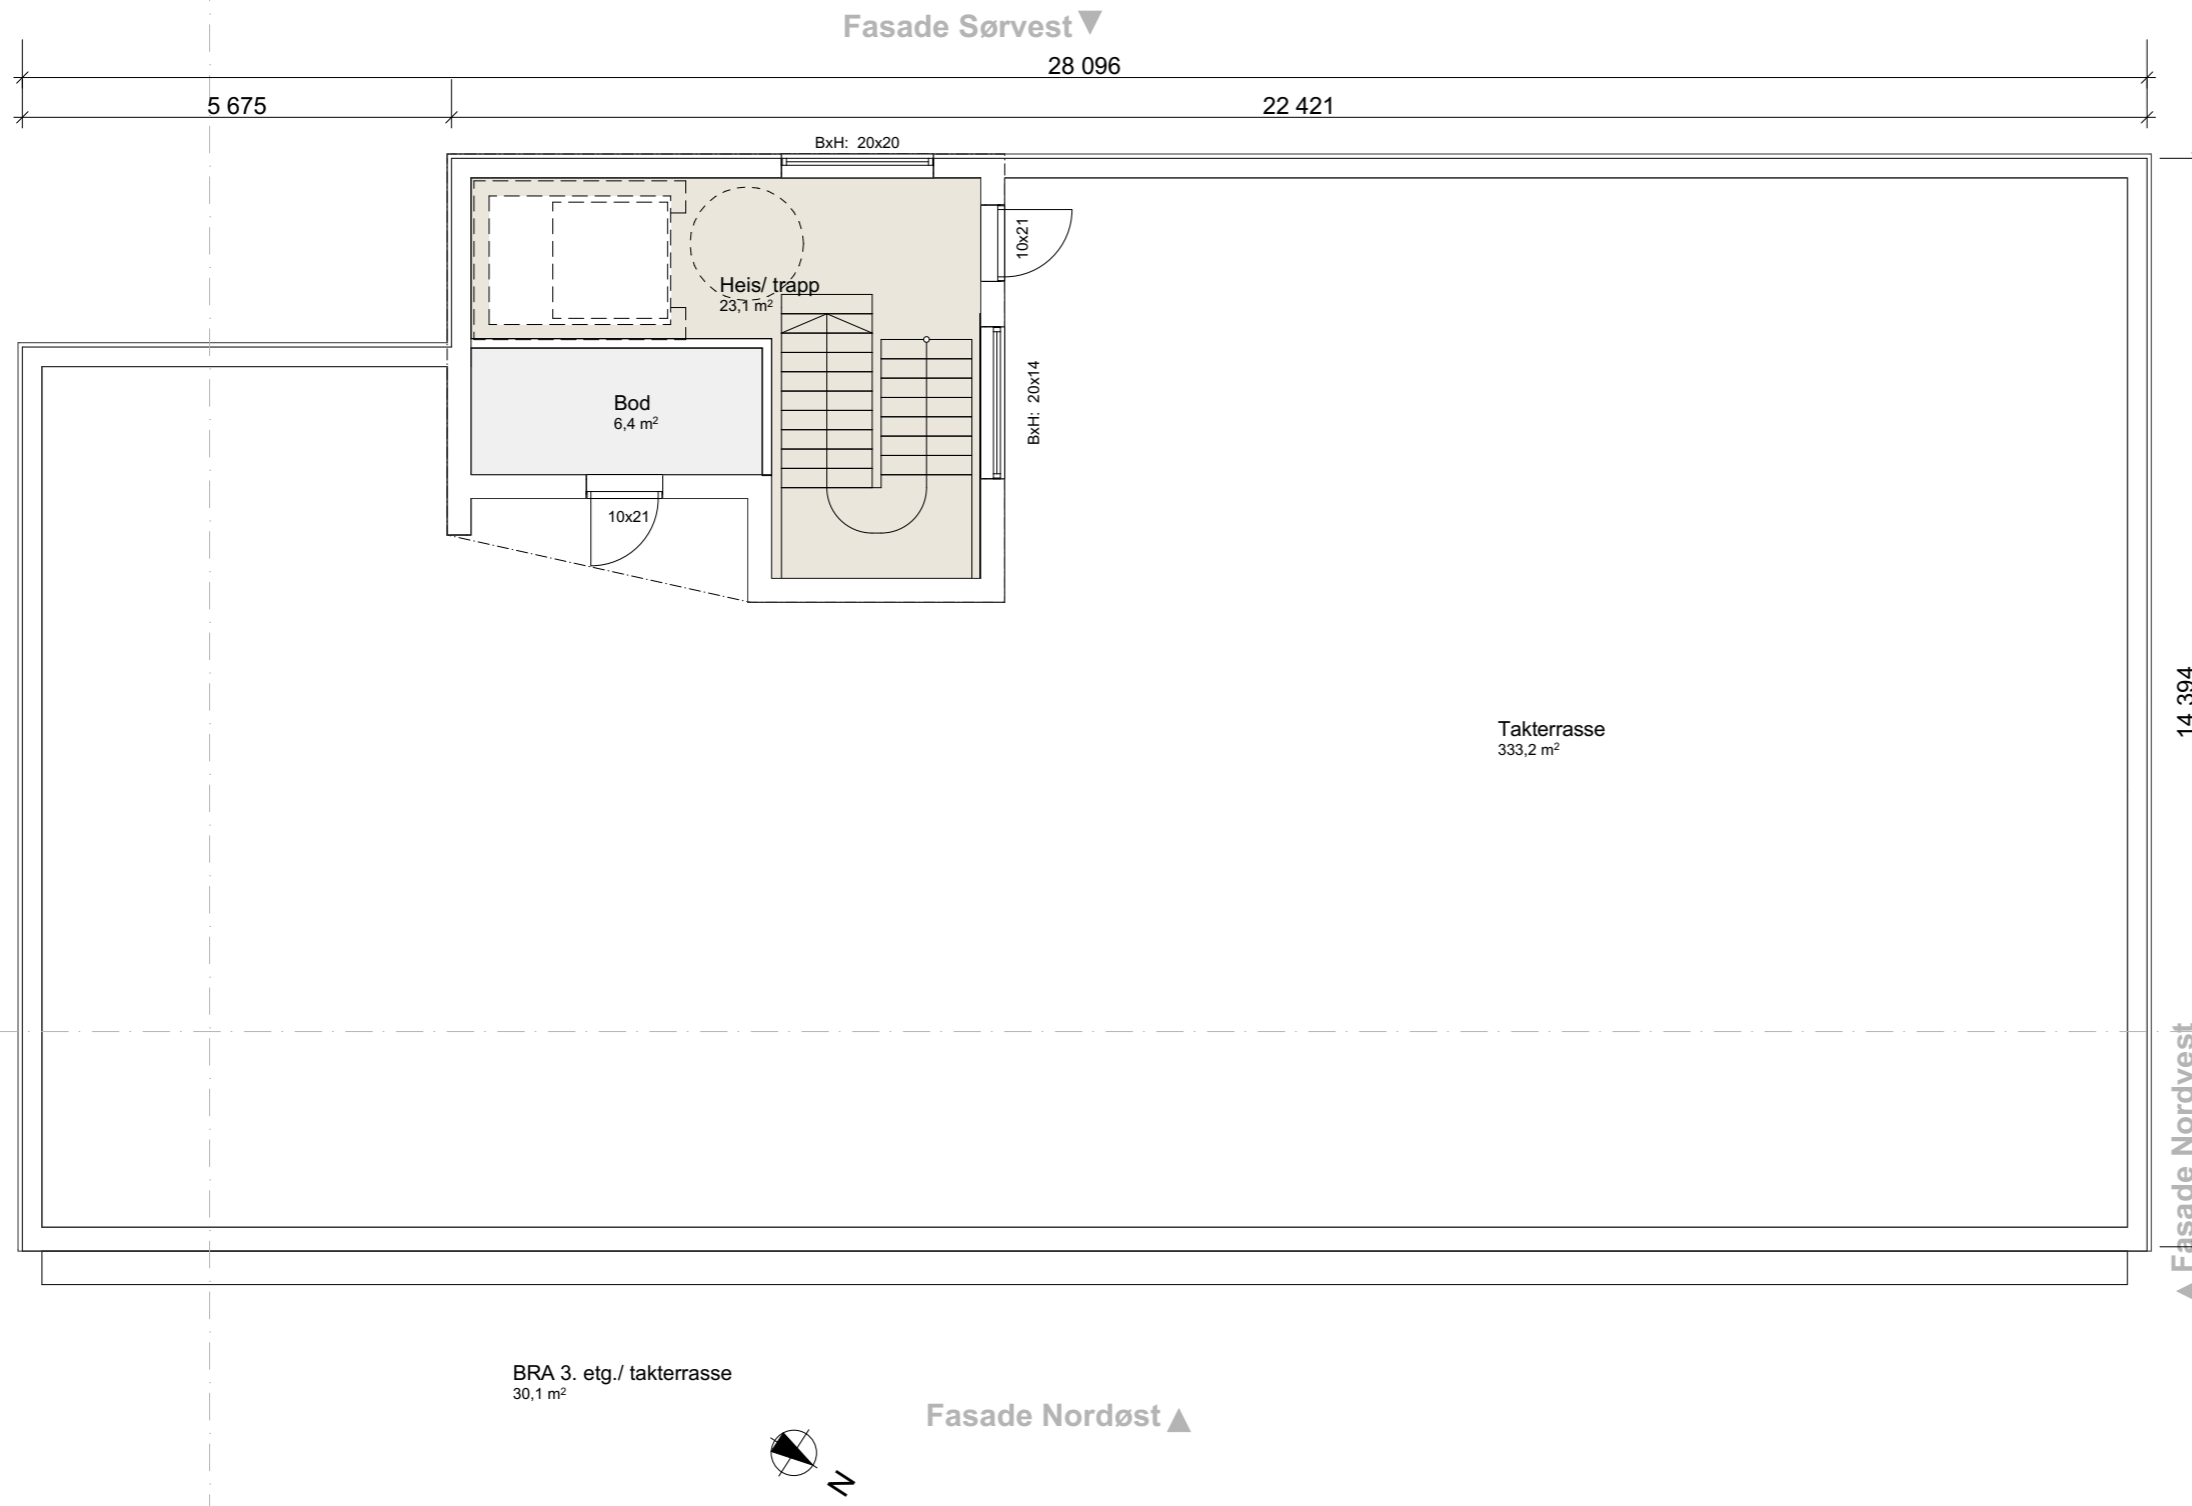 Fasade Sørvest
28 096
5 675
22 421
BxH: 20x20
10x21
Heis/ trapp
23,1 m²
BxH: 20x14
Bod
6,4 m²
10x21
Takterrasse
333,2 m²
14 394
Fasade Nordvest
BRA 3. etg./ takterrasse
30,1 m²
Fasade Nordøst
N